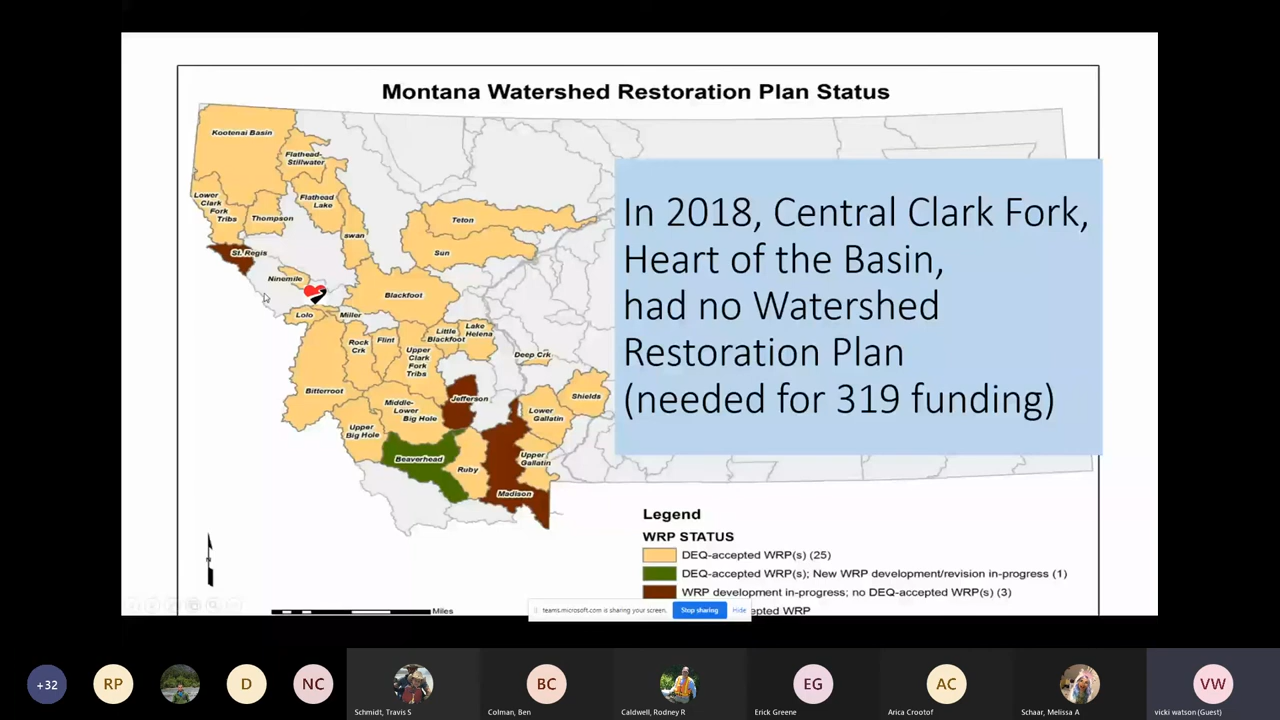 Montana Watershed Restoration Plan Status
Kootenai Basin
Flathead-
Stillwater
Lower
Clark
Fork
Tribs
Thompson
Flathead
Lake
swan
Teton
Sun
St. Regis
Ninemile
Blackfoot
Lolo
Miller
Rock
Crk
Flint
Upper
Clark
Fork
Tribs
Little
Blackfoot
Lake
Helena
Deep Crk
Bitterroot
Middle-
Lower
Big Hole
Jefferson
Shields
Lower
Gallatin
Upper
Big Hole
Beaverhead
Ruby
Upper
Gallatin
Madison
In 2018, Central Clark Fork,
Heart of the Basin,
had no Watershed
Restoration Plan
(needed for 319 funding)
Legend
WRP STATUS
DEQ-accepted WRP(s) (25)
DEQ-accepted WRP(s); New WRP development/revision in-progress (1)
WRP development in-progress; no DEQ-accepted WRP(s) (3)
Miles
teams.microsoft.com is sharing your screen.
Stop sharing
Hide
WRP
+32
RP
D
NC
BC
EG
AC
VW
Schmidt, Travis S
Colman, Ben
Caldwell, Rodney R
Erick Greene
Arica Crootof
Schaar, Melissa A
vicki watson (Guest)